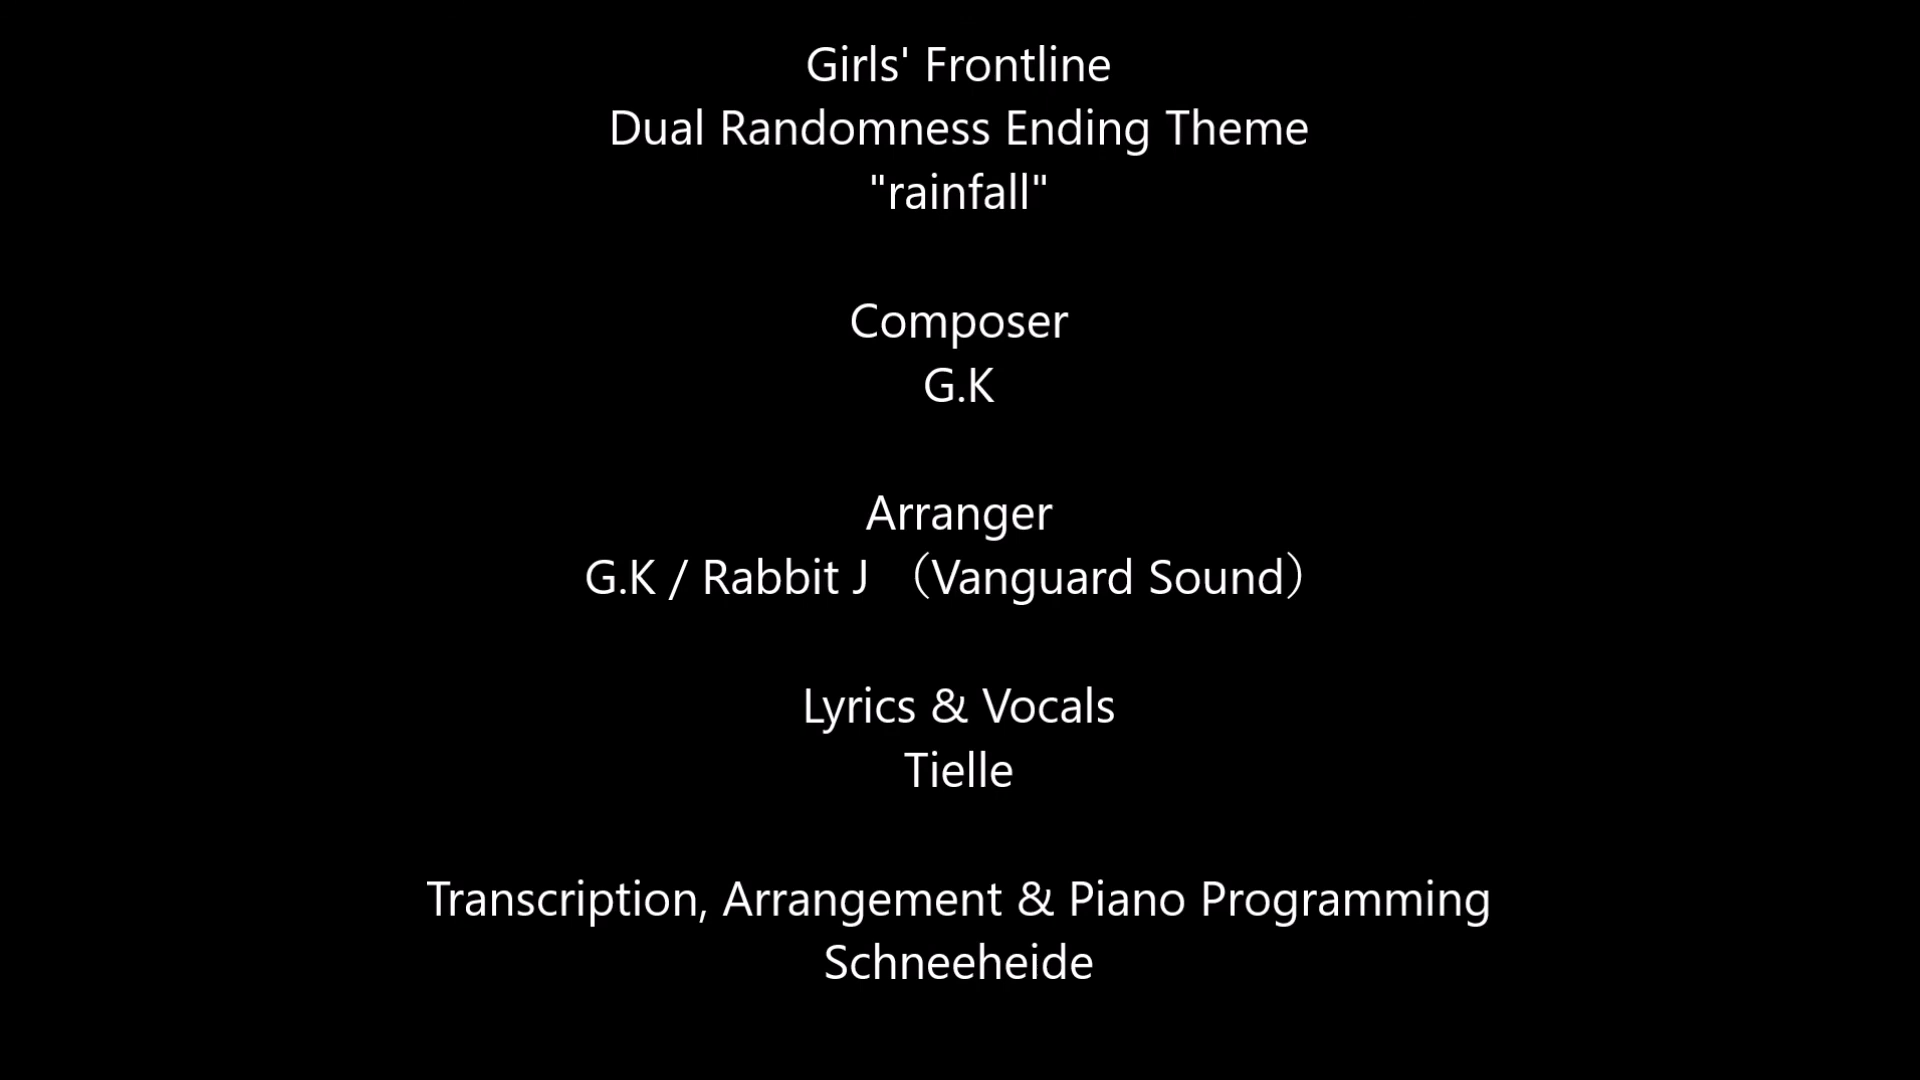 Girls' Frontline
Dual Randomness Ending Theme
"rainfall"
Composer
G.K
Arranger
G.K / Rabbit J （Vanguard Sound）
Lyrics & Vocals
Tielle
Transcription, Arrangement & Piano Programming
Schneeheide